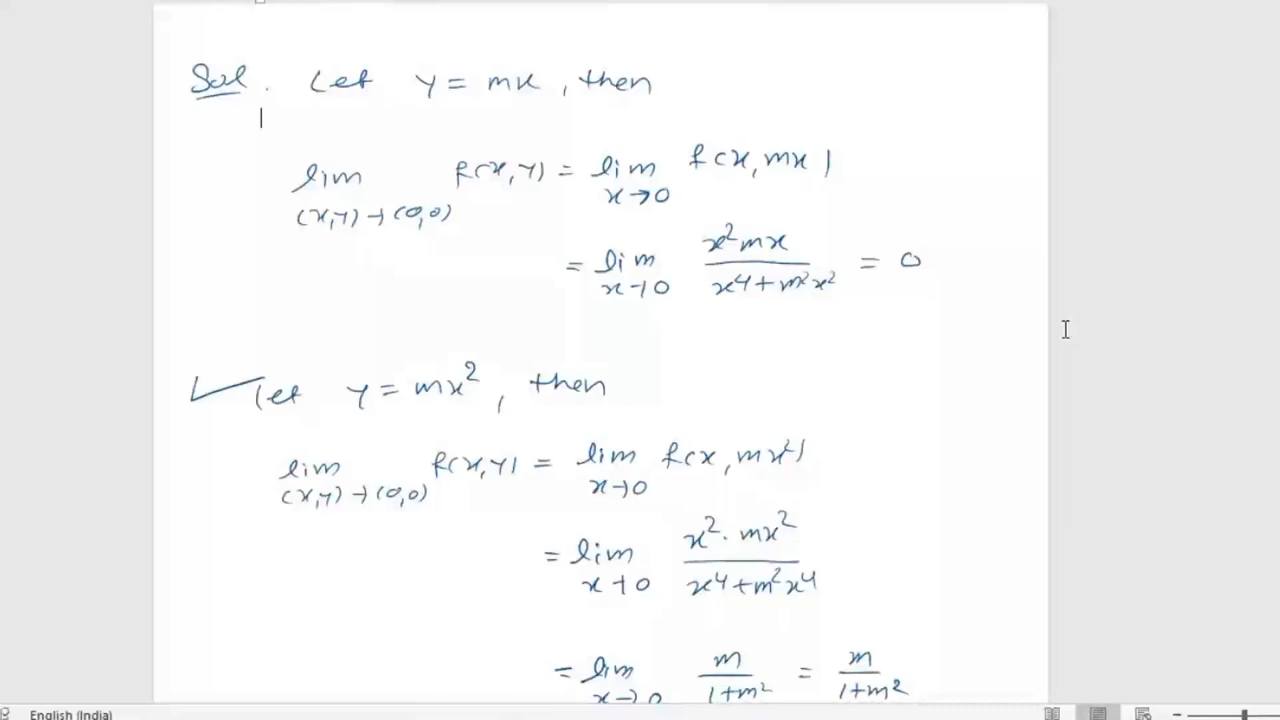 Sol. Let y = mx, then
lim f(x,y) = lim f(x,mx)
(x,y)→(0,0) x→0
= lim x²mx / x⁴+m²x² = 0
x→0
Let y = mx², then
lim f(x,y) = lim f(x,mx²)
(x,y)→(0,0) x→0
= lim x²·mx² / x⁴+m²x⁴
x→0
= lim m / 1+m² = m / 1+m²
x→0
English (India)